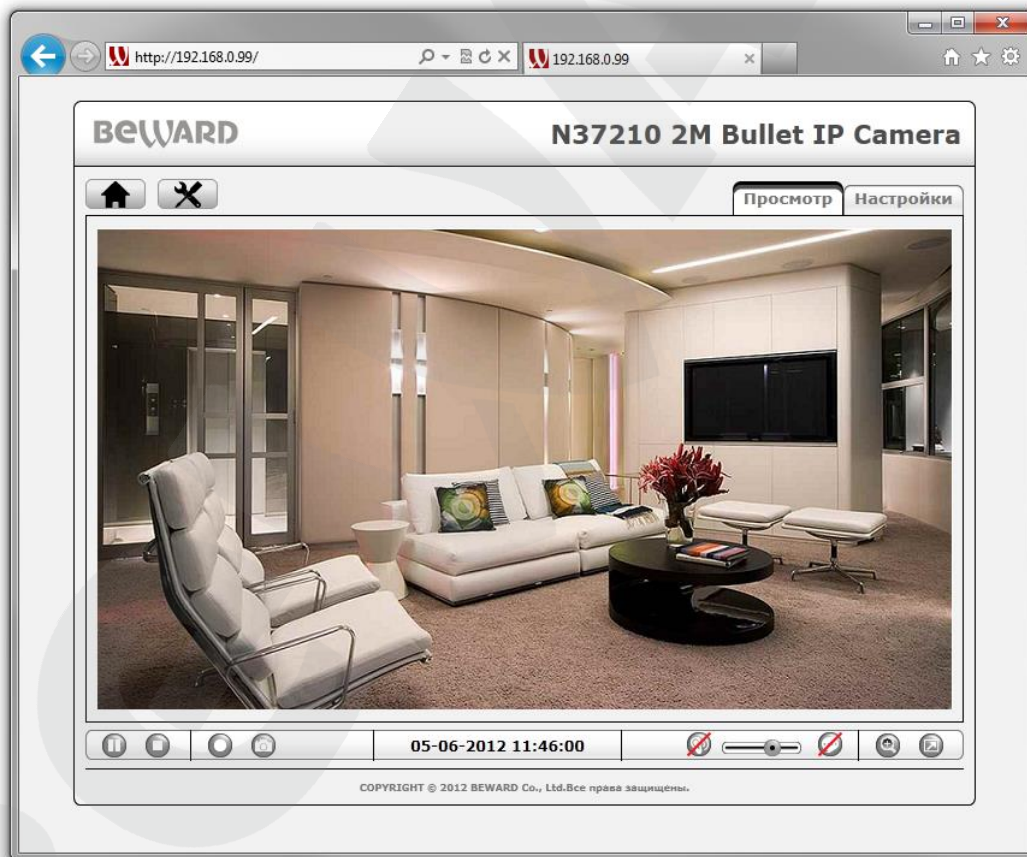 http://192.168.0.99/
192.168.0.99
BEWARD
N37210 2M Bullet IP Camera
Просмотр
Настройки
05-06-2012 11:46:00
COPYRIGHT © 2012 BEWARD Co., Ltd.Все права защищены.